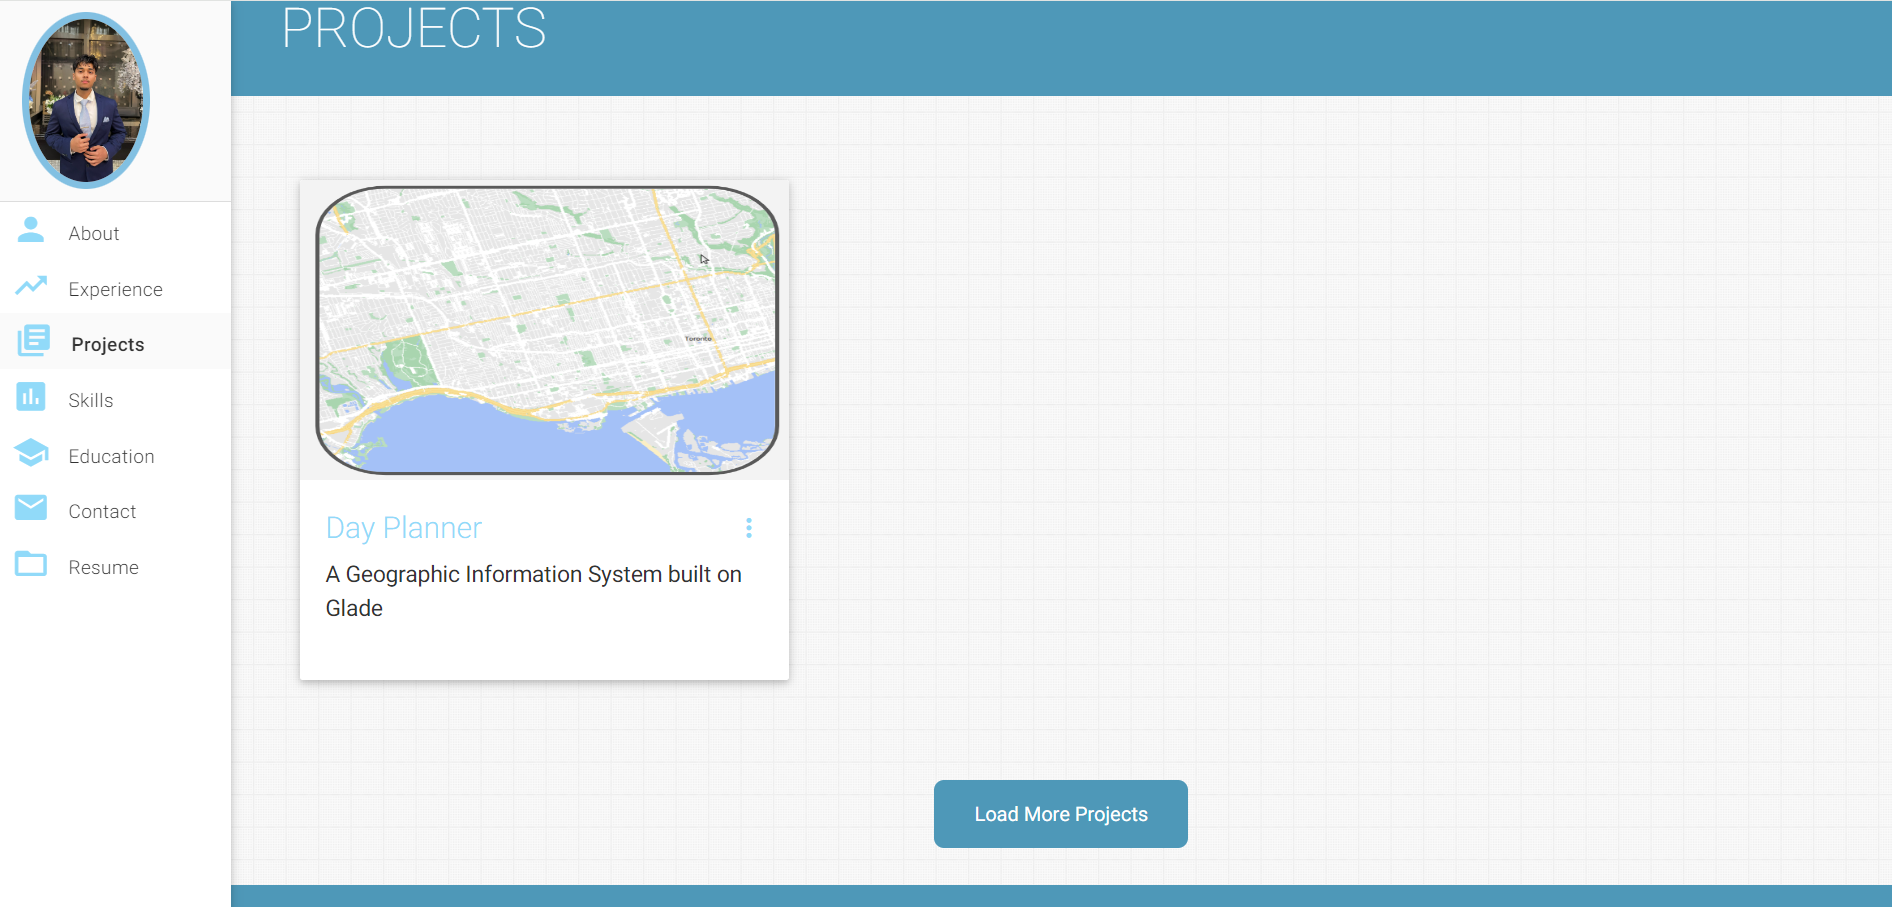 PROJECTS
About
Experience
Projects
Skills
Education
Contact
Resume
Toronto
Day Planner
A Geographic Information System built on
Glade
Load More Projects